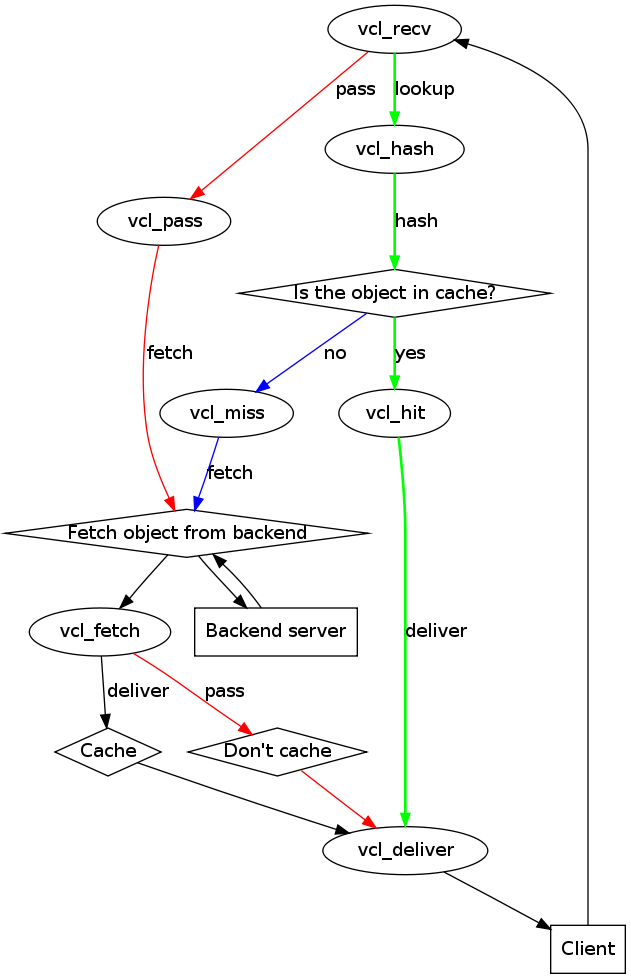 vcl_recv
pass
lookup
vcl_hash
vcl_pass
hash
Is the object in cache?
fetch
no
yes
vcl_miss
vcl_hit
fetch
Fetch object from backend
vcl_fetch
Backend server
deliver
deliver
pass
Cache
Don't cache
vcl_deliver
Client